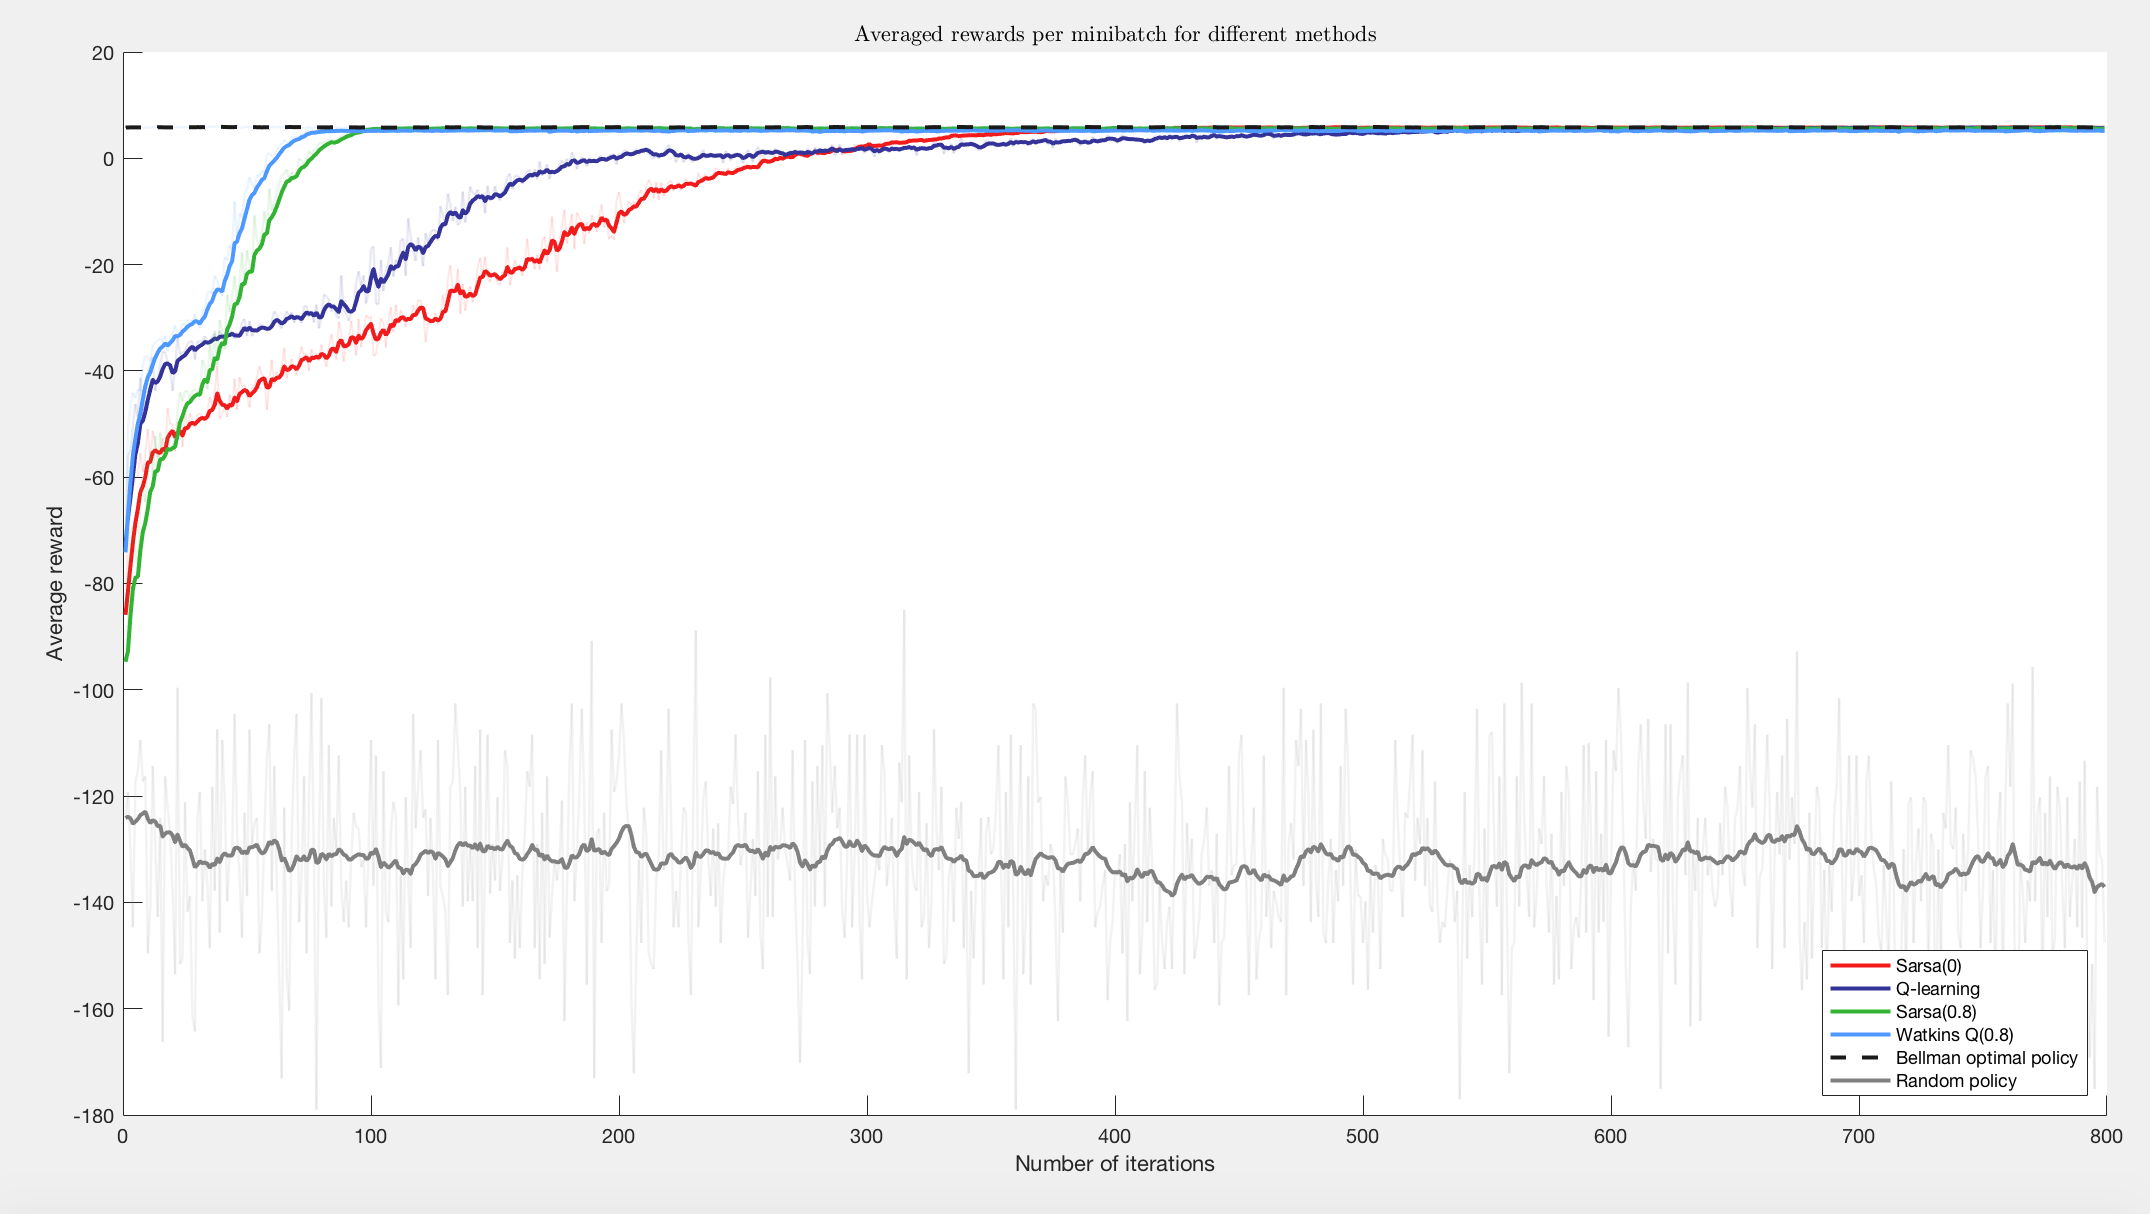 Averaged rewards per minibatch for different methods
20
0
-20
-40
-60
-80
-100
-120
-140
-160
-180
Average reward
0 100 200 300 400 500 600 700 800
Number of iterations
Sarsa(0)
Q-learning
Sarsa(0.8)
Watkins Q(0.8)
Bellman optimal policy
Random policy